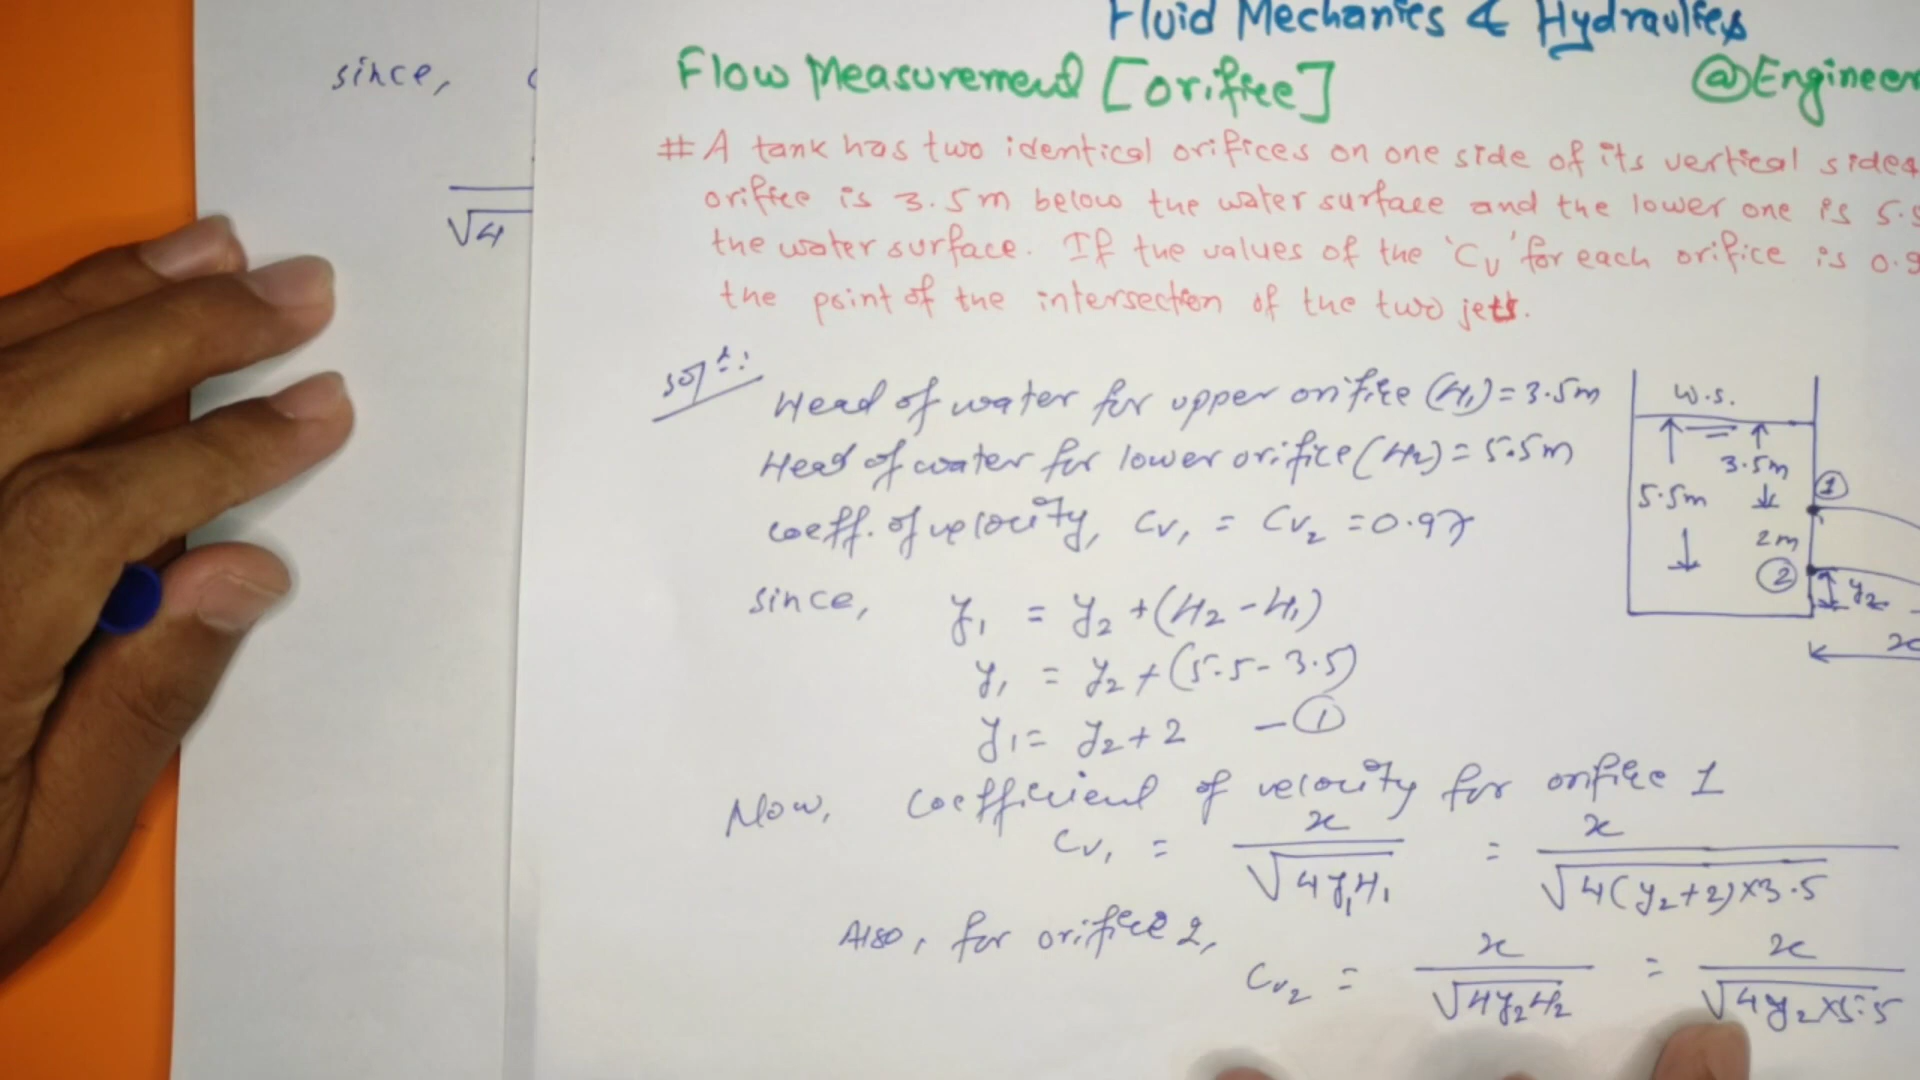 Fluid Mechanics & Hydraulics
Flow Measurement [Orifice]
@Engineer
# A tank has two identical orifices on one side of its vertical sides
orifice is 3.5m below the water surface and the lower one is 5.5
the water surface. If the values of the 'Cv' for each orifice is 0.9
the point of the intersection of the two jets.
soln:
Head of water for upper orifice (H1) = 3.5m
Head of water for lower orifice (H2) = 5.5m
coeff. of velocity, Cv1 = Cv2 = 0.97
since, y1 = y2 + (H2 - H1)
y1 = y2 + (5.5 - 3.5)
y1 = y2 + 2 - ①
Now, Coefficient of velocity for orifice 1
Cv1 = x / √4y1H1 = x / √4(y2+2)×3.5
Also, for orifice 2,
Cv2 = x / √4y2H2 = x / √4y2×5.5
W.S.
3.5m
5.5m
①
2m
②
y2
x
since,
√4